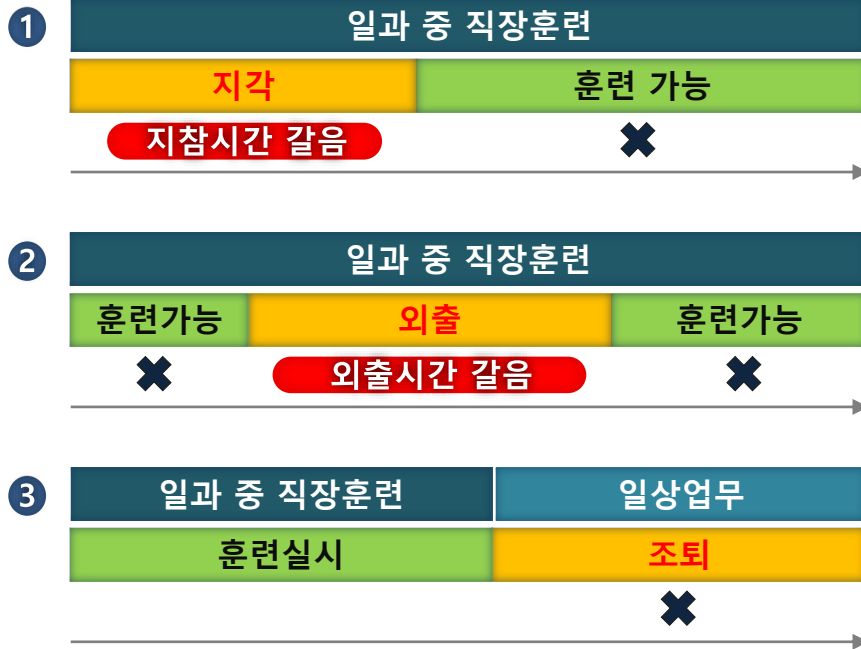 1 일과 중 직장훈련
지각 훈련 가능
지참시간 갈음
2 일과 중 직장훈련
훈련가능 외출 훈련가능
외출시간 갈음
3 일과 중 직장훈련 일상업무
훈련실시 조퇴